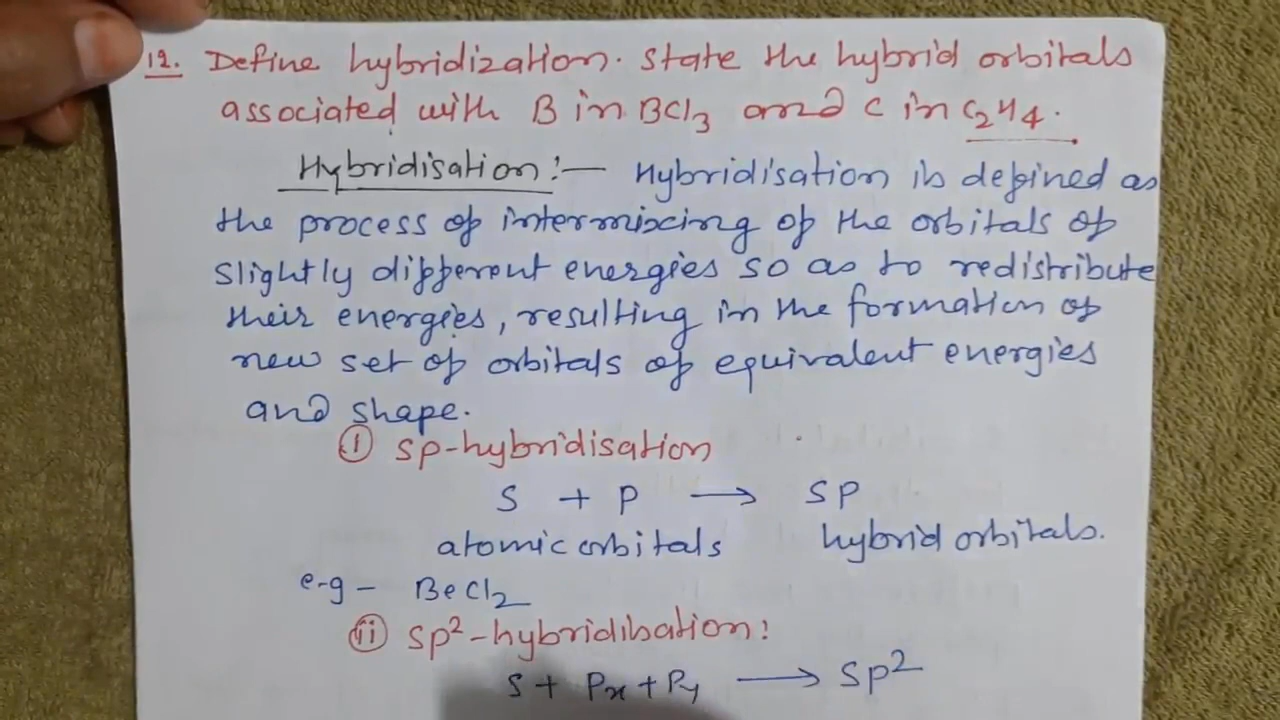 12. Define hybridization. State the hybrid orbitals
associated with B in BCl3 and C in C2H4.
Hybridisation:— Hybridisation is defined as
the process of intermixing of the orbitals of
slightly different energies so as to redistribute
their energies, resulting in the formation of
new set of orbitals of equivalent energies
and shape.
(i) sp-hybridisation
S + P → SP
atomic orbitals hybrid orbitals.
e-g - BeCl2
(ii) sp²-hybridisation:
S + Px + Py → SP²